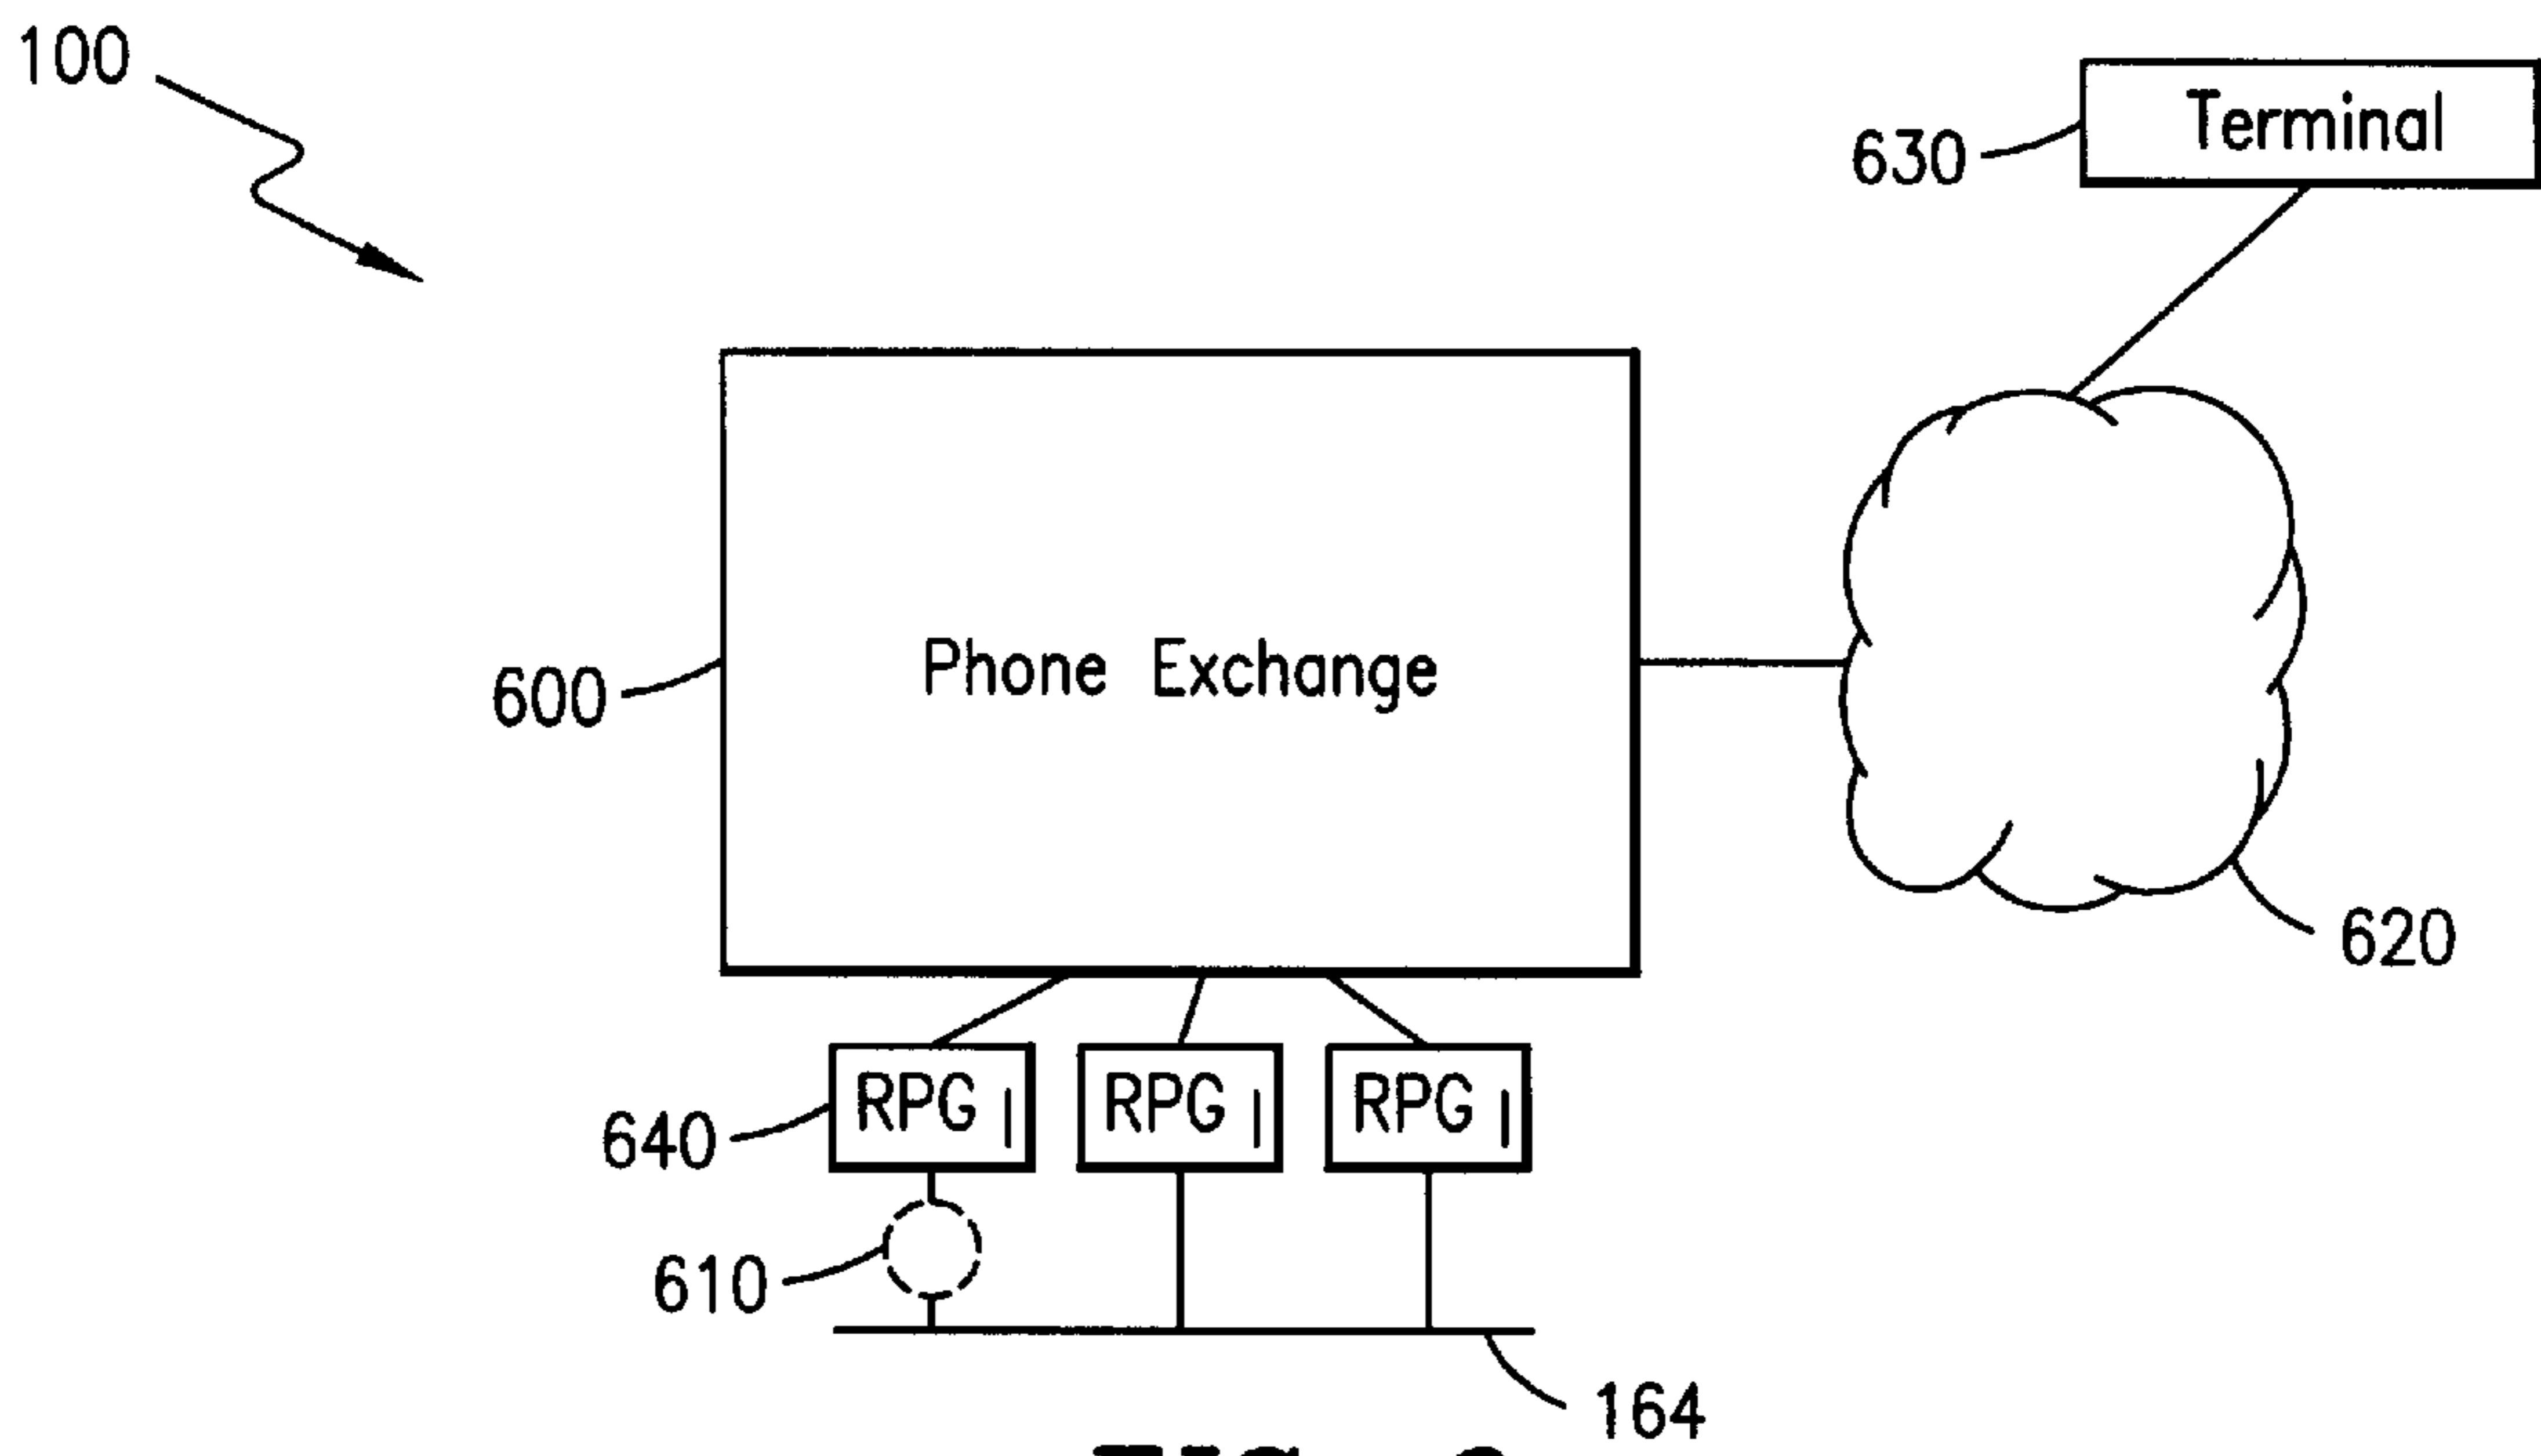 100
Terminal
630
Phone Exchange
600
620
RPG |
RPG |
RPG |
640
610
164